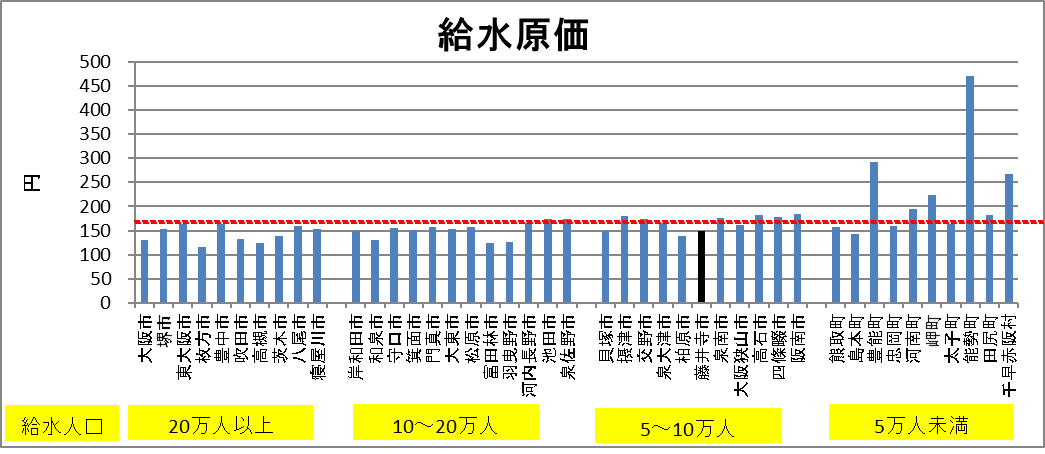 給水原価
500
450
400
350
300
250
200
150
100
50
0
円
大阪市
堺市
東大阪市
枚方市
豊中市
吹田市
高槻市
茨木市
八尾市
寝屋川市
岸和田市
和泉市
守口市
箕面市
門真市
大東市
松原市
富田林市
羽曳野市
河内長野市
池田市
泉佐野市
貝塚市
摂津市
交野市
泉大津市
柏原市
藤井寺市
泉南市
大阪狭山市
高石市
四條畷市
阪南市
熊取町
島本町
豊能町
忠岡町
河南町
岬町
太子町
能勢町
田尻町
千早赤阪村
給水人口
20万人以上
10～20万人
5～10万人
5万人未満